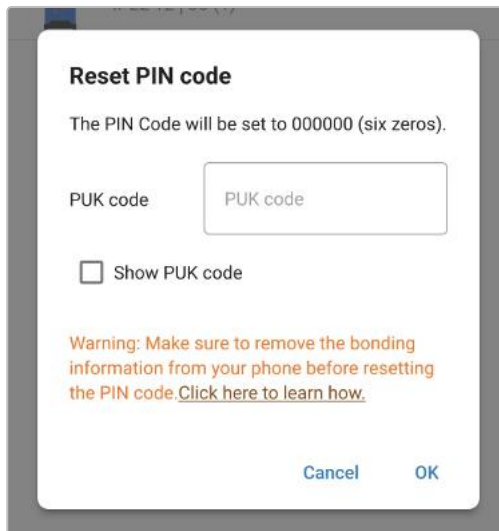 Reset PIN code
The PIN Code will be set to 000000 (six zeros).
PUK code
PUK code
Show PUK code
Warning: Make sure to remove the bonding
information from your phone before resetting
the PIN code.Click here to learn how.
Cancel OK